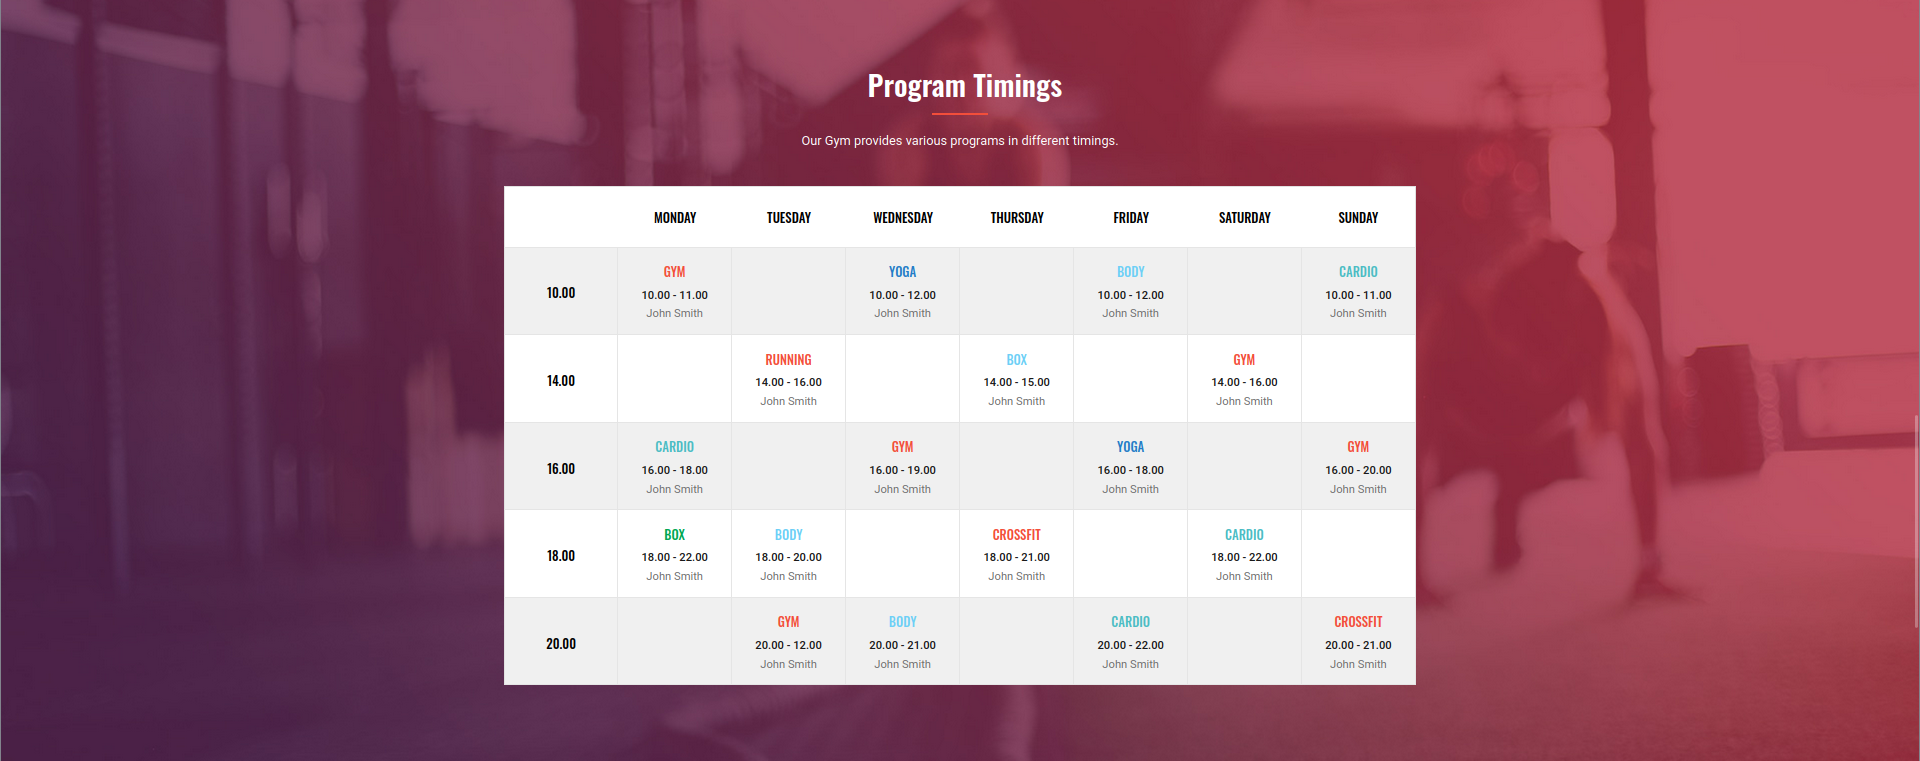 Program Timings
Our Gym provides various programs in different timings.
MONDAY TUESDAY WEDNESDAY THURSDAY FRIDAY SATURDAY SUNDAY
GYM YOGA BODY CARDIO
10.00 10.00 - 11.00 10.00 - 12.00 10.00 - 12.00 10.00 - 11.00
John Smith John Smith John Smith John Smith
RUNNING BOX GYM
14.00 14.00 - 16.00 14.00 - 15.00 14.00 - 16.00
John Smith John Smith John Smith
CARDIO GYM YOGA GYM
16.00 16.00 - 18.00 16.00 - 19.00 16.00 - 18.00 16.00 - 20.00
John Smith John Smith John Smith John Smith
BOX BODY CROSSFIT CARDIO
18.00 18.00 - 22.00 18.00 - 20.00 18.00 - 21.00 18.00 - 22.00
John Smith John Smith John Smith John Smith
GYM BODY CARDIO CROSSFIT
20.00 20.00 - 12.00 20.00 - 21.00 20.00 - 22.00 20.00 - 21.00
John Smith John Smith John Smith John Smith